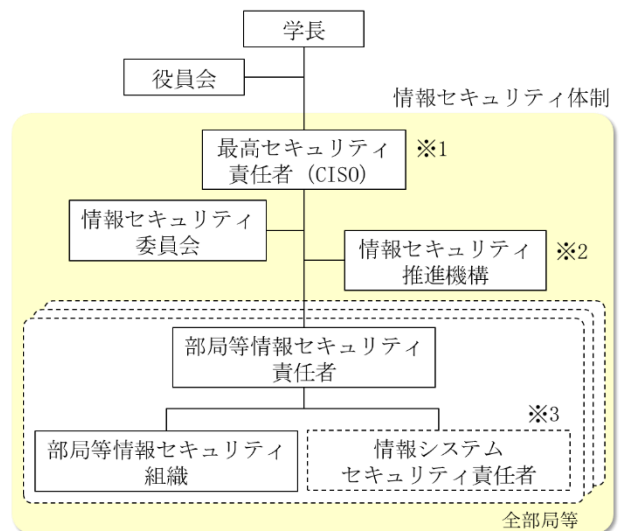 学長
役員会
情報セキュリティ体制
最高セキュリティ
責任者（CISO）
※1
情報セキュリティ
委員会
情報セキュリティ
推進機構
※2
部局等情報セキュリティ
責任者
※3
部局等情報セキュリティ
組織
情報システム
セキュリティ責任者
全部局等